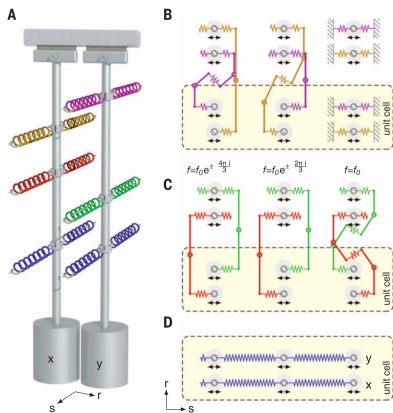 A
B
unit cell
f=f₀e± 4π i/3
f=f₀e± 2π i/3
f=f₀
C
unit cell
x
y
s
r
D
y
x
unit cell
r
s